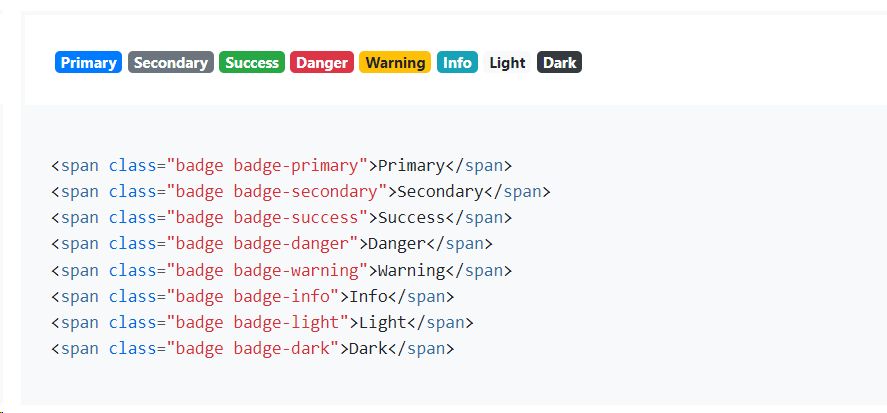 Primary Secondary Success Danger Warning Info Light Dark
<span class="badge badge-primary">Primary</span>
<span class="badge badge-secondary">Secondary</span>
<span class="badge badge-success">Success</span>
<span class="badge badge-danger">Danger</span>
<span class="badge badge-warning">Warning</span>
<span class="badge badge-info">Info</span>
<span class="badge badge-light">Light</span>
<span class="badge badge-dark">Dark</span>